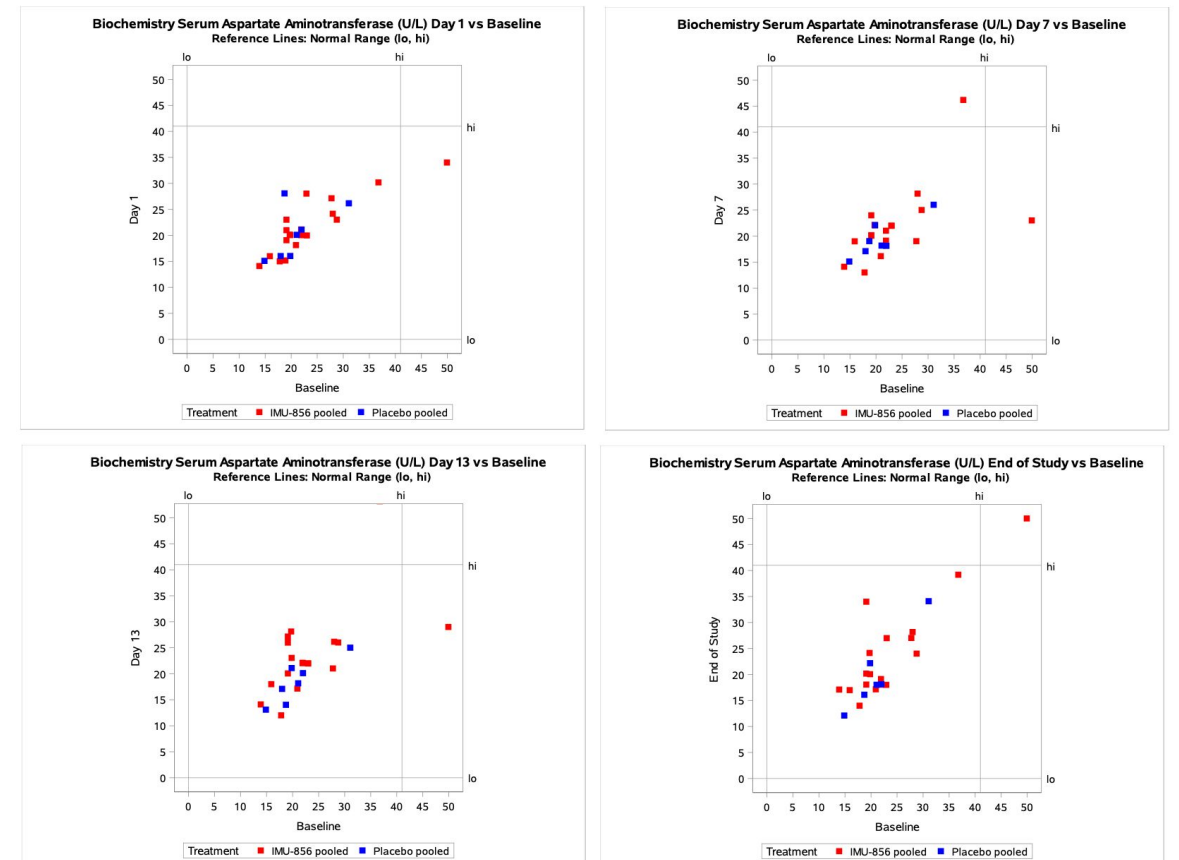 Biochemistry Serum Aspartate Aminotransferase (U/L) Day 1 vs Baseline
Reference Lines: Normal Range (lo, hi)
lo hi
50
45
40
hi
35
30
25
20
15
10
5
0
lo
Day 1
0 5 10 15 20 25 30 35 40 45 50
Baseline
Treatment IMU-856 pooled Placebo pooled
Biochemistry Serum Aspartate Aminotransferase (U/L) Day 7 vs Baseline
Reference Lines: Normal Range (lo, hi)
lo hi
50
45
40
hi
35
30
25
20
15
10
5
0
lo
Day 7
0 5 10 15 20 25 30 35 40 45 50
Baseline
Treatment IMU-856 pooled Placebo pooled
Biochemistry Serum Aspartate Aminotransferase (U/L) Day 13 vs Baseline
Reference Lines: Normal Range (lo, hi)
lo hi
50
45
40
hi
35
30
25
20
15
10
5
0
lo
Day 13
0 5 10 15 20 25 30 35 40 45 50
Baseline
Treatment IMU-856 pooled Placebo pooled
Biochemistry Serum Aspartate Aminotransferase (U/L) End of Study vs Baseline
Reference Lines: Normal Range (lo, hi)
lo hi
50
45
40
hi
35
30
25
20
15
10
5
0
lo
End of Study
0 5 10 15 20 25 30 35 40 45 50
Baseline
Treatment IMU-856 pooled Placebo pooled